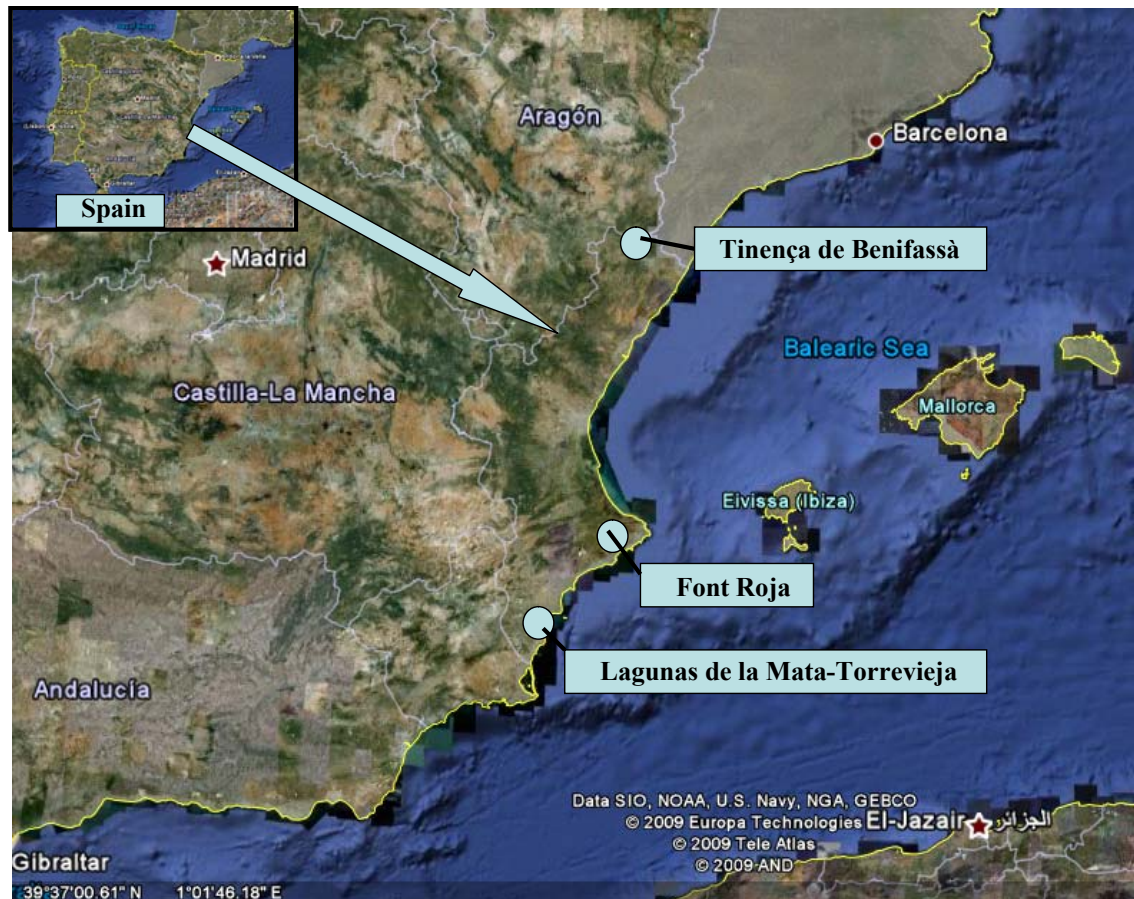 Spain
Aragón
Barcelona
Tinença de Benifassà
Madrid
Balearic Sea
Castilla-La Mancha
Mallorca
Eivissa (Ibiza)
Font Roja
Lagunas de la Mata-Torrevieja
Andalucía
Data SIO, NOAA, U.S. Navy, NGA, GEBCO
© 2009 Europa Technologies
El-Jazair
الجزائر
© 2009 Tele Atlas
© 2009 AND
Gibraltar
39°37'00.61" N 1°01'46.18" E